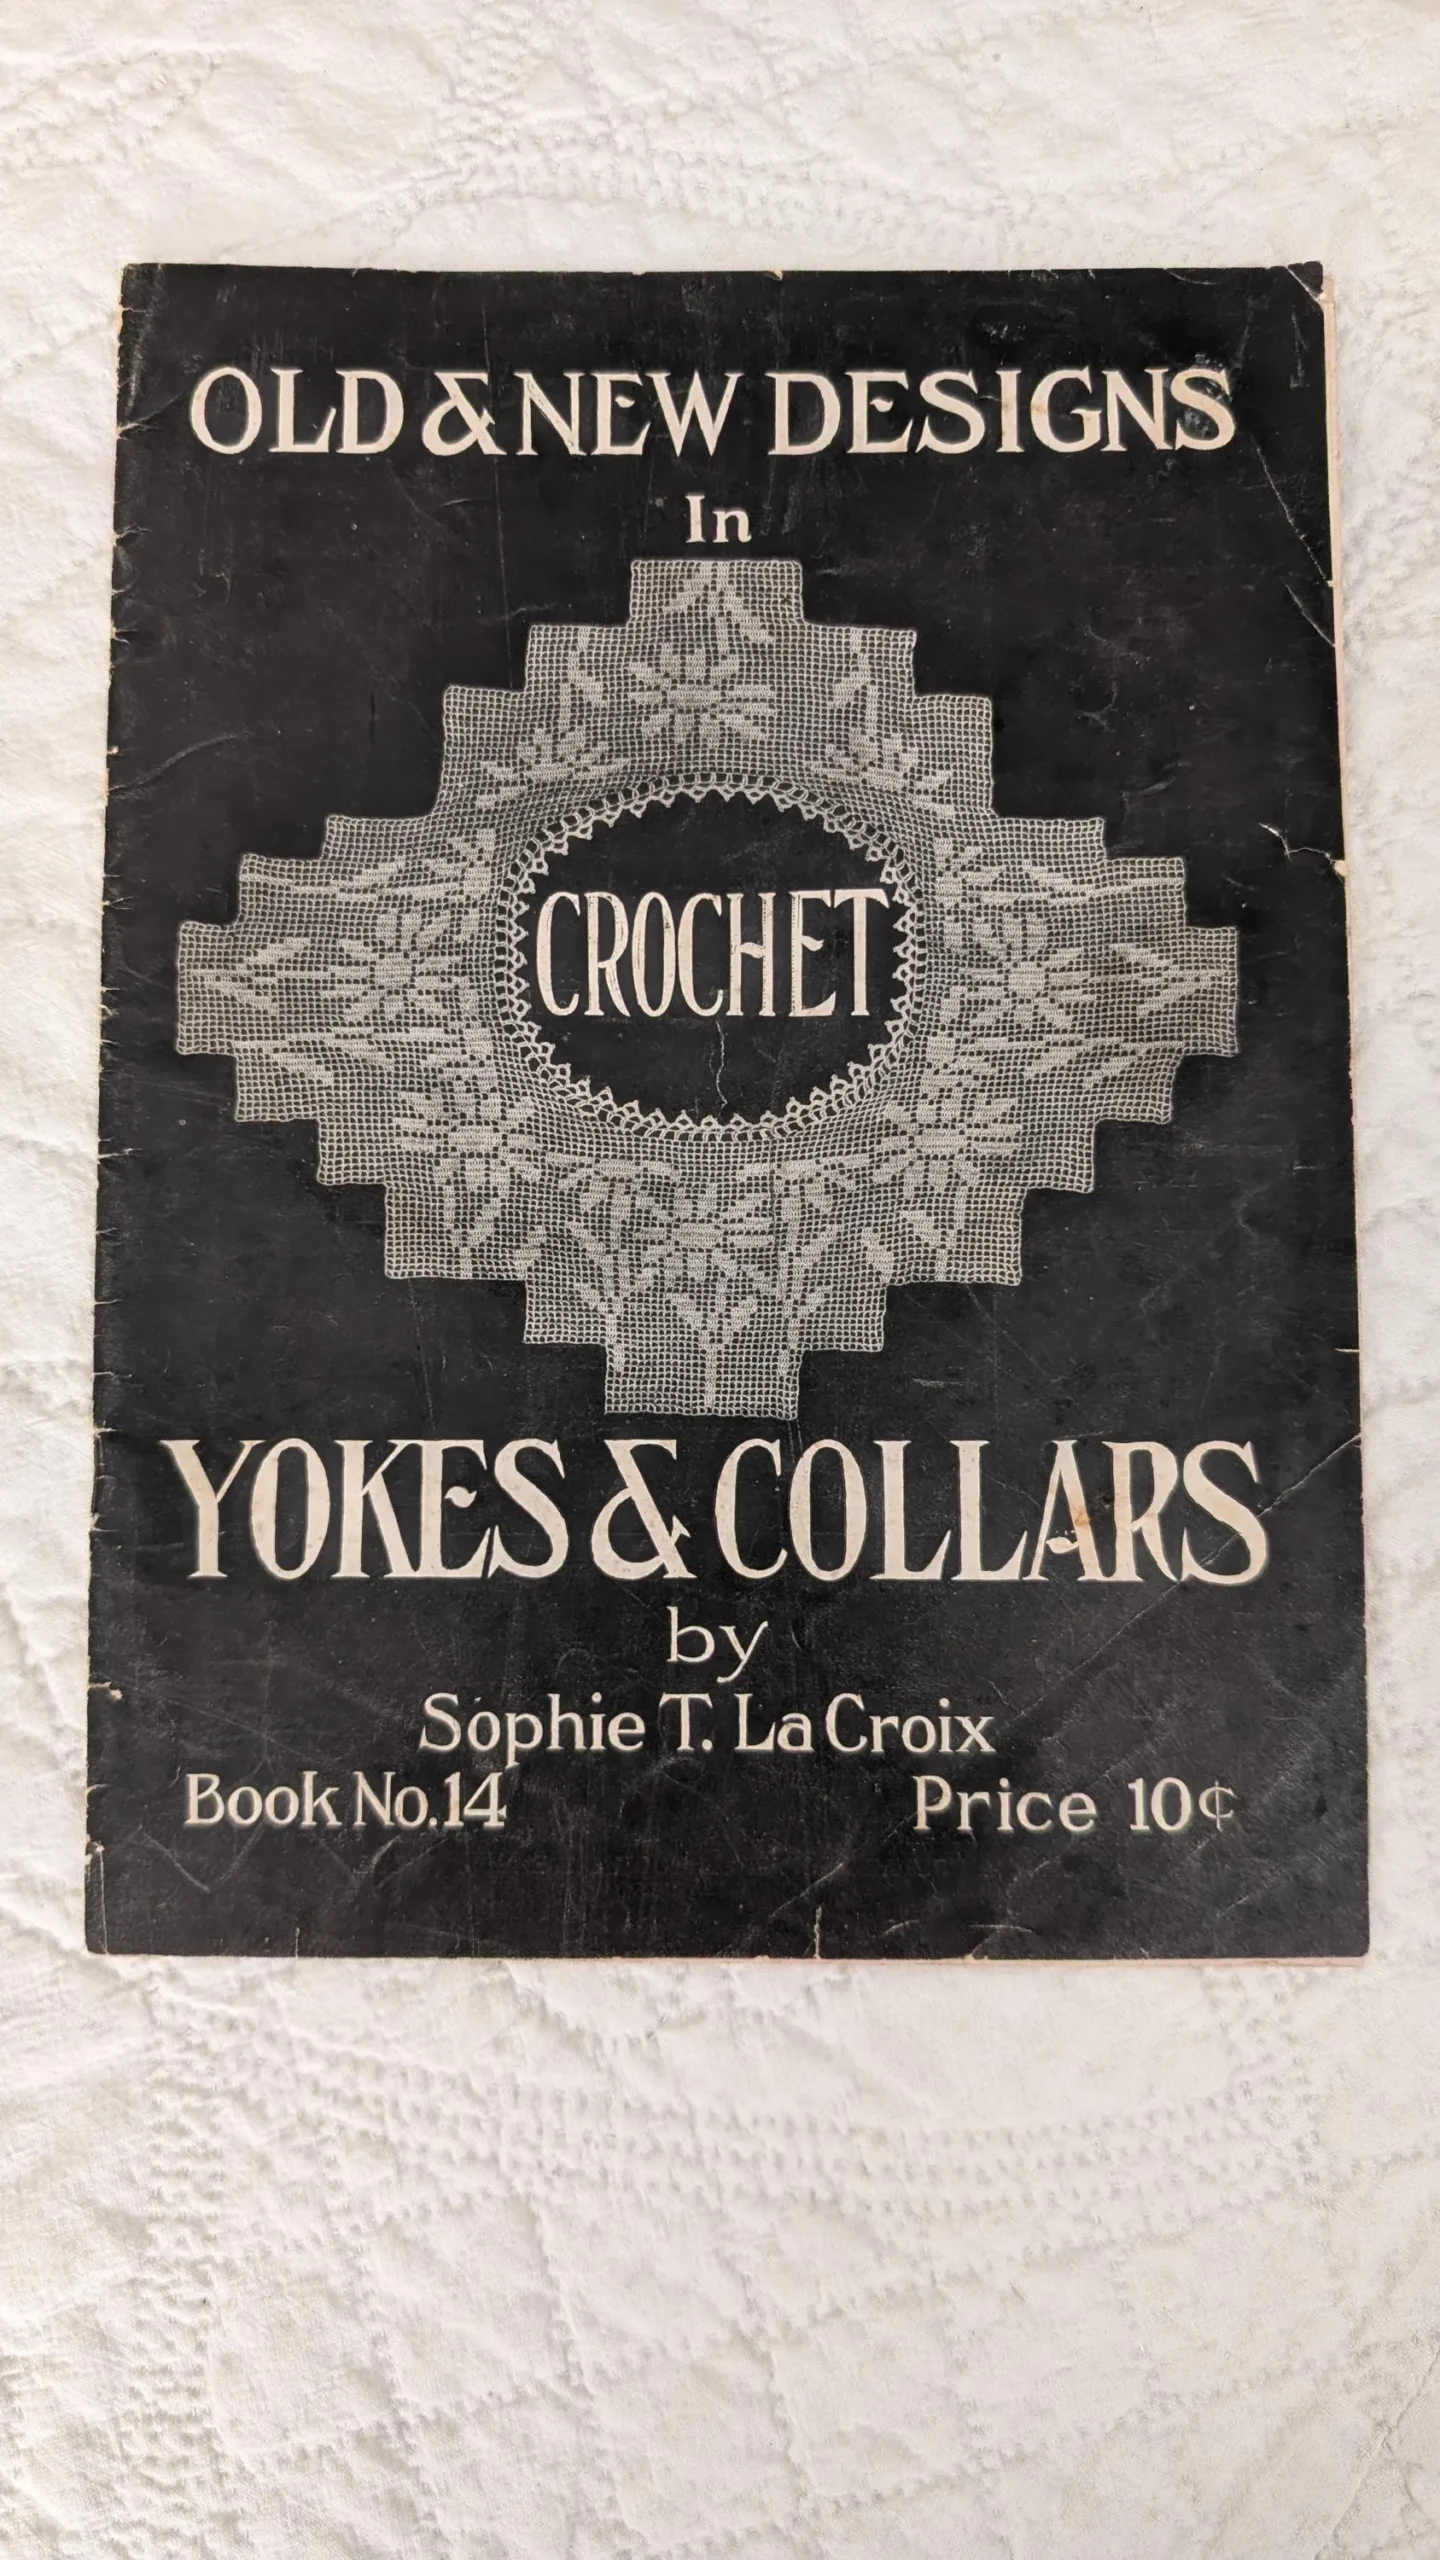 OLD & NEW DESIGNS
In
CROCHET
YOKES & COLLARS
by
Sophie T. La Croix
Book No. 14 Price 10¢